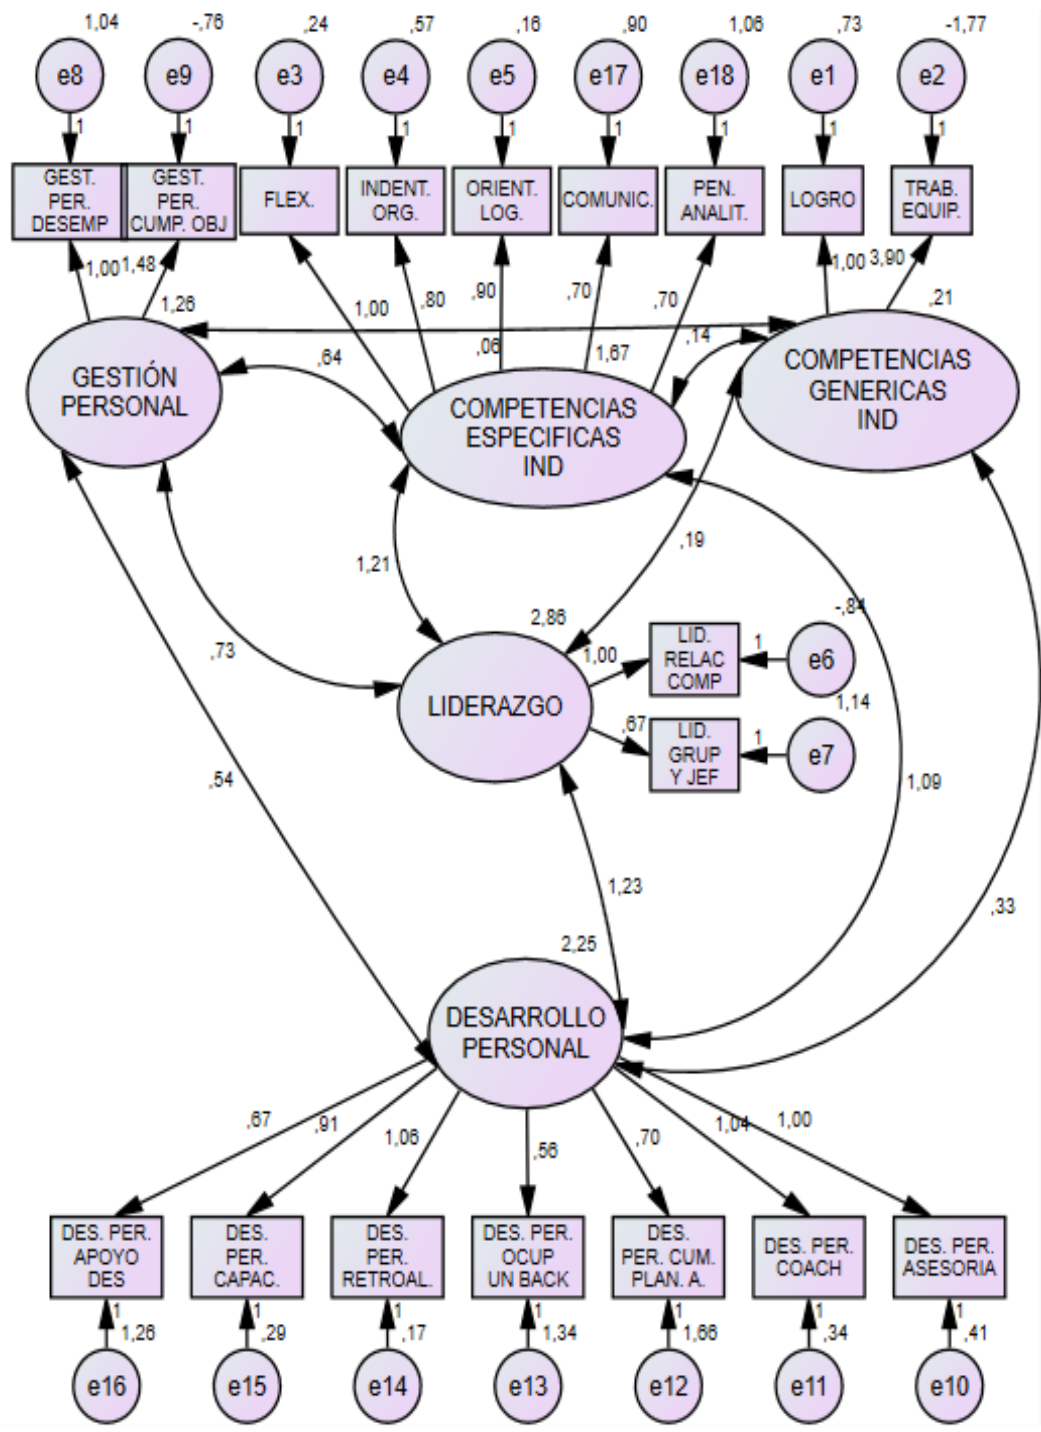 1,04
-,76
,24
,57
,16
,90
1,06
,73
-1,77
e8
e9
e3
e4
e5
e17
e18
e1
e2
1
1
1
1
1
1
1
1
1
GEST.
PER.
DESEMP
GEST.
PER.
CUMP. OBJ
FLEX.
INDENT.
ORG.
ORIENT.
LOG.
COMUNIC.
PEN.
ANALIT.
LOGRO
TRAB.
EQUIP.
1,00
1,48
1,00
,80
,90
,70
,70
1,00
3,90
1,26
,06
1,67
,14
,21
,64
GESTIÓN
PERSONAL
COMPETENCIAS
ESPECIFICAS
IND
COMPETENCIAS
GENERICAS
IND
1,21
,19
,73
2,86
-,84
1,00
LID.
RELAC
COMP
1
e6
LIDERAZGO
1,14
,67
LID.
GRUP
Y JEF
1
e7
,54
1,09
1,23
,33
2,25
DESARROLLO
PERSONAL
,67
,91
1,06
,56
,70
1,04
1,00
DES. PER.
APOYO
DES
DES.
PER.
CAPAC.
DES.
PER.
RETROAL.
DES. PER.
OCUP
UN BACK
DES.
PER. CUM.
PLAN. A.
DES. PER.
COACH
DES. PER.
ASESORIA
1
1
1
1
1
1
1
1,26
,29
,17
1,34
1,66
,34
,41
e16
e15
e14
e13
e12
e11
e10